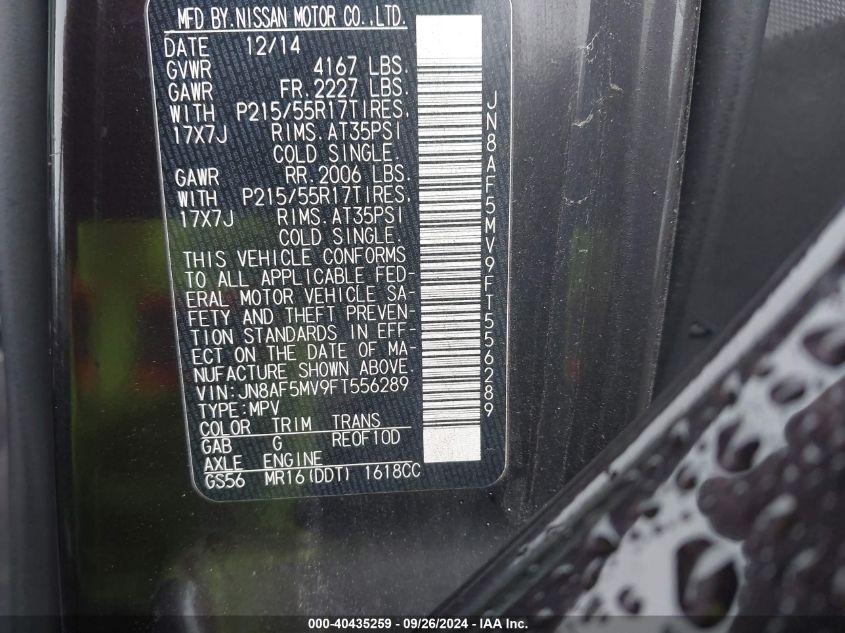 MFD BY.NISSAN MOTOR CO.,LTD.
DATE 12/14
GVWR 4167 LBS.
GAWR FR.2227 LBS.
WITH P215/55R17TIRES.
17X7J RIMS.AT35PSI
COLD SINGLE
GAWR RR.2006 LBS.
WITH P215/55R17TIRES.
17X7J RIMS.AT35PSI
COLD SINGLE
THIS VEHICLE CONFORMS
TO ALL APPLICABLE FED-
ERAL MOTOR VEHICLE SA-
FETY AND THEFT PREVEN-
TION STANDARDS IN EFF-
ECT ON THE DATE OF MA-
NUFACTURE SHOWN ABOVE.
VIN:JN8AF5MV9FT556289
TYPE:MPV
COLOR TRIM TRANS
GAB G RE0F10D
AXLE ENGINE
GS56 MR16(DDT) 1618CC
JN8AF5MV9FT556289
000-40435259 - 09/26/2024 - IAA Inc.